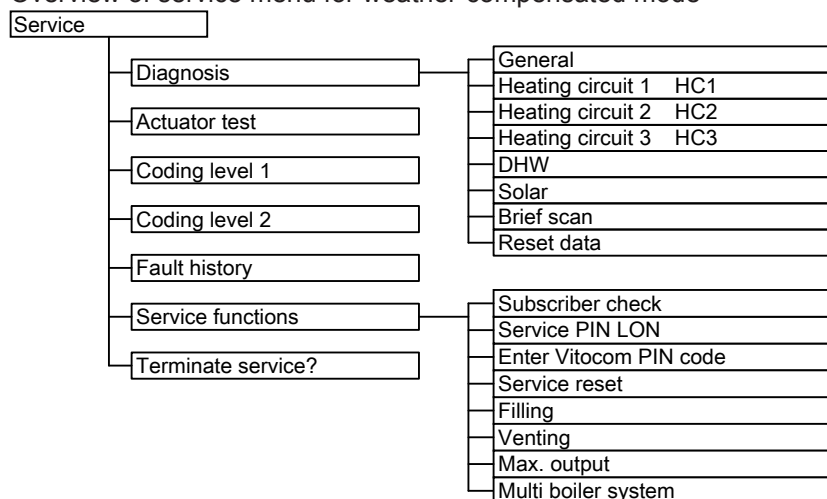 Overview of service menu for weather-compensated mode
Service
Diagnosis
Actuator test
Coding level 1
Coding level 2
Fault history
Service functions
Terminate service?
General
Heating circuit 1 HC1
Heating circuit 2 HC2
Heating circuit 3 HC3
DHW
Solar
Brief scan
Reset data
Subscriber check
Service PIN LON
Enter Vitocom PIN code
Service reset
Filling
Venting
Max. output
Multi boiler system